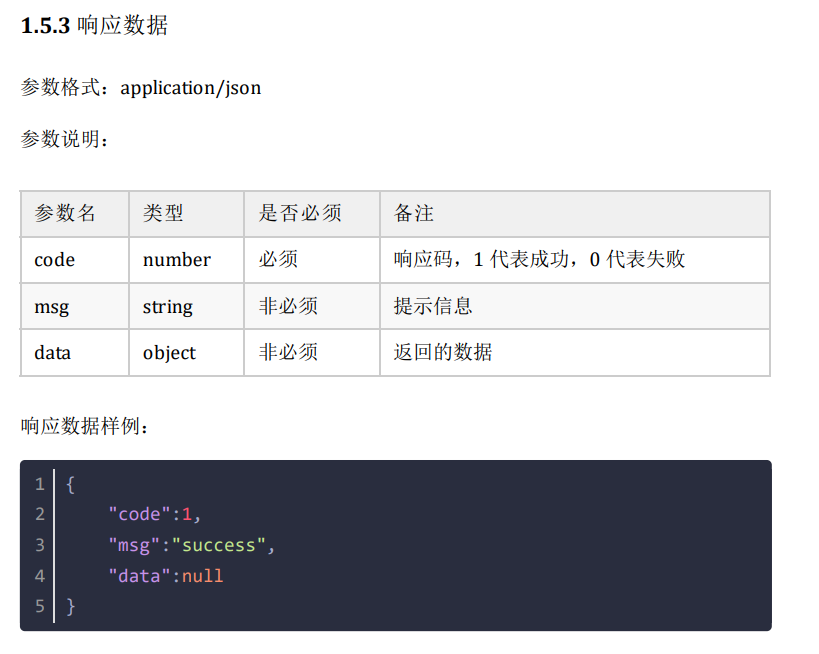 1.5.3 响应数据
参数格式：application/json
参数说明：
参数名 类型 是否必须 备注
code number 必须 响应码，1 代表成功，0 代表失败
msg string 非必须 提示信息
data object 非必须 返回的数据
响应数据样例：
1 {
2 "code":1,
3 "msg":"success",
4 "data":null
5 }